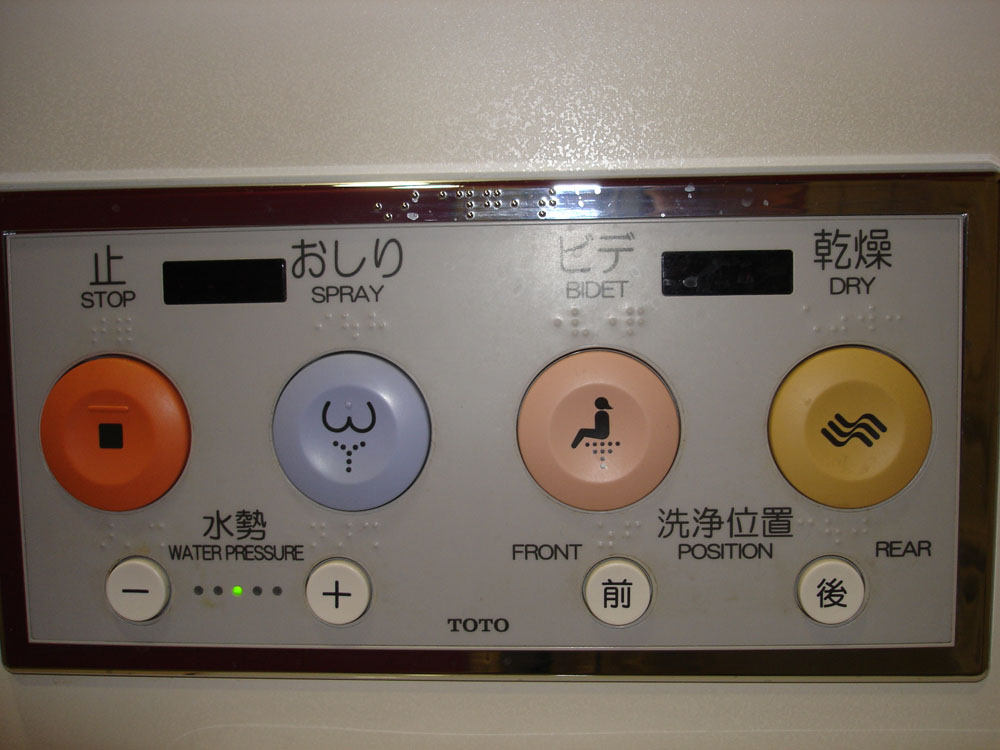 止
STOP
おしり
SPRAY
ビデ
BIDET
乾燥
DRY
水勢
WATER PRESSURE
−
+
洗浄位置
FRONT
POSITION
REAR
前
後
TOTO